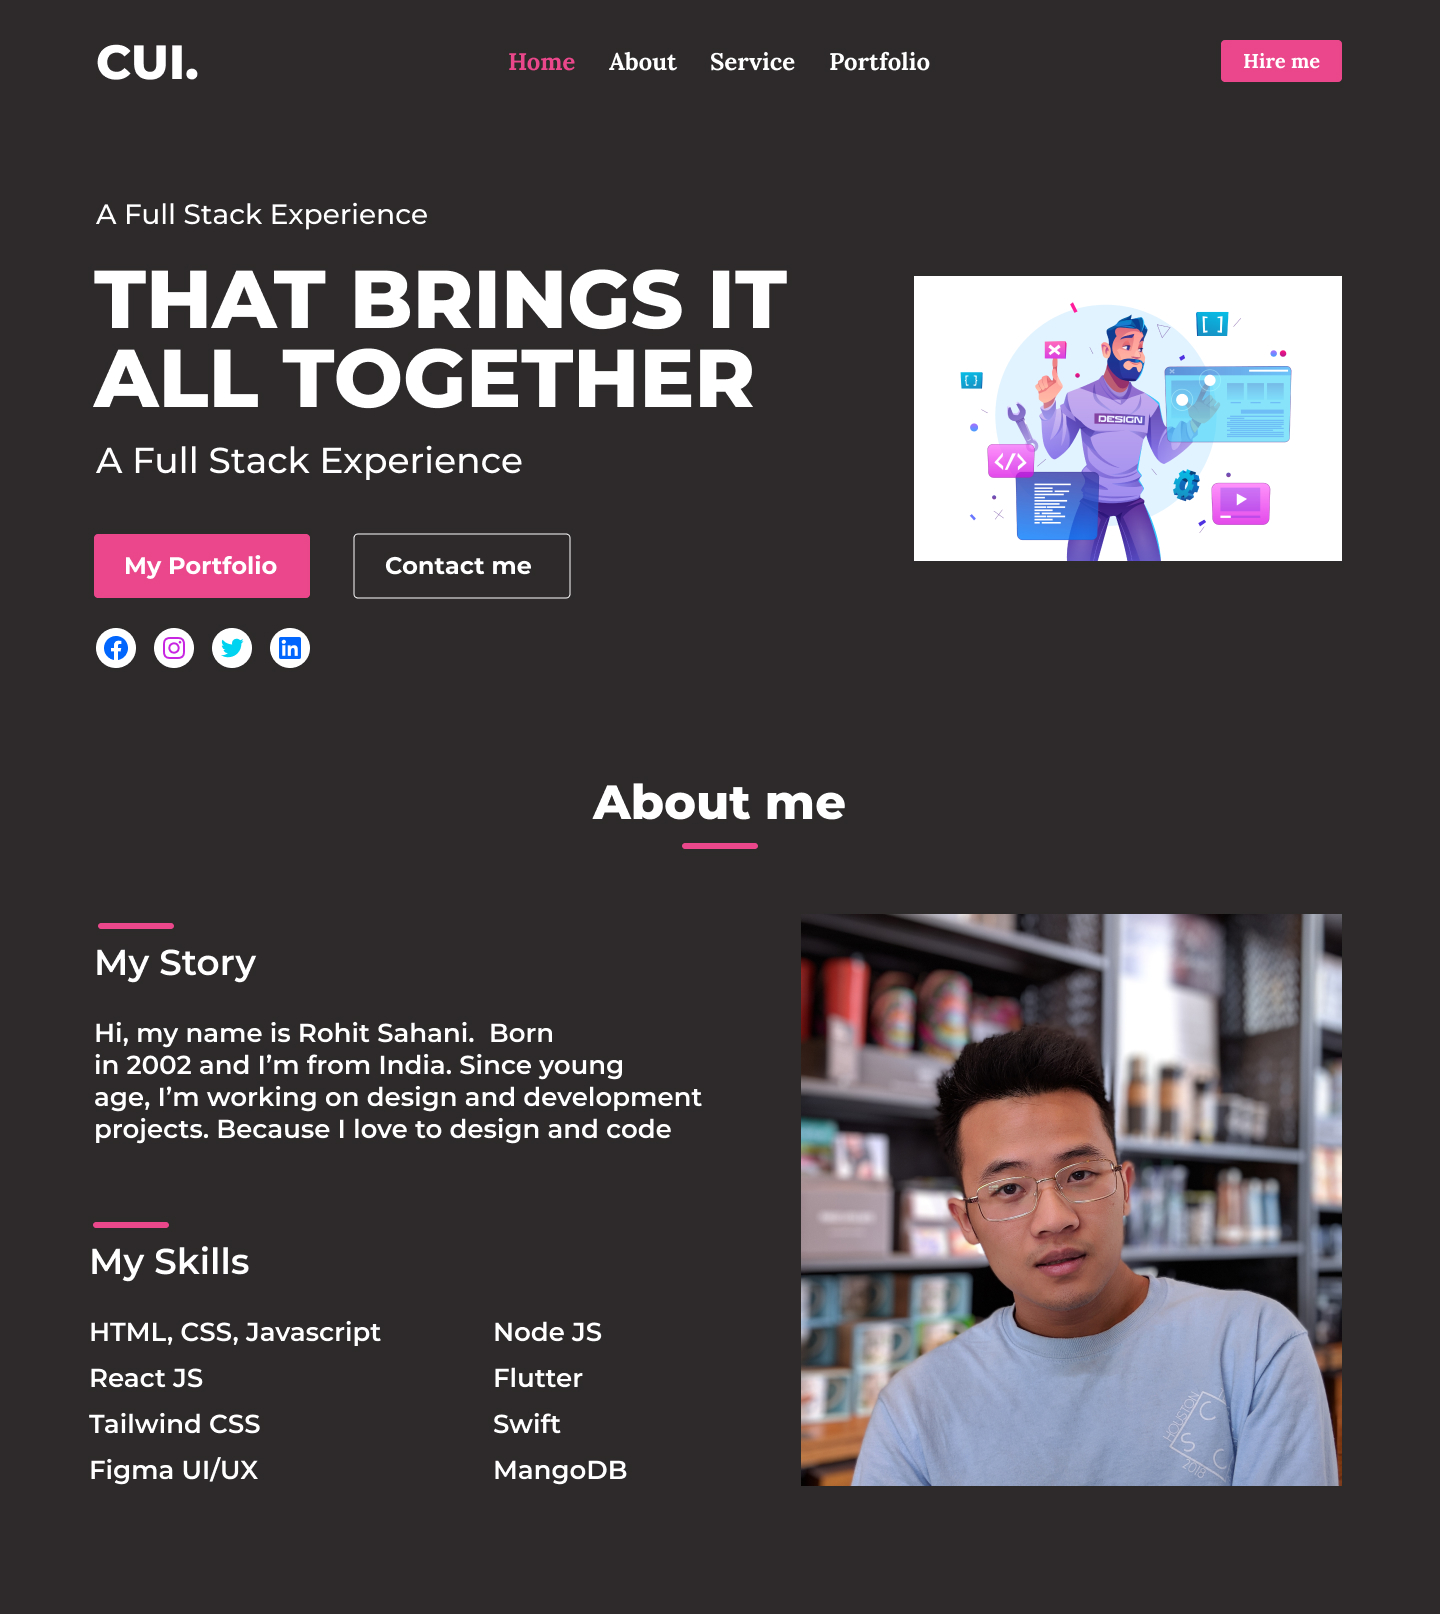 CUI.
Home About Service Portfolio
Hire me
A Full Stack Experience
THAT BRINGS IT
ALL TOGETHER
A Full Stack Experience
My Portfolio
Contact me
[ ]
{ }
DESIGN
</>
About me
My Story
Hi, my name is Rohit Sahani.  Born
in 2002 and I’m from India. Since young
age, I’m working on design and development
projects. Because I love to design and code
My Skills
HTML, CSS, Javascript
React JS
Tailwind CSS
Figma UI/UX
Node JS
Flutter
Swift
MangoDB
HOUSTON
C
S C
2018